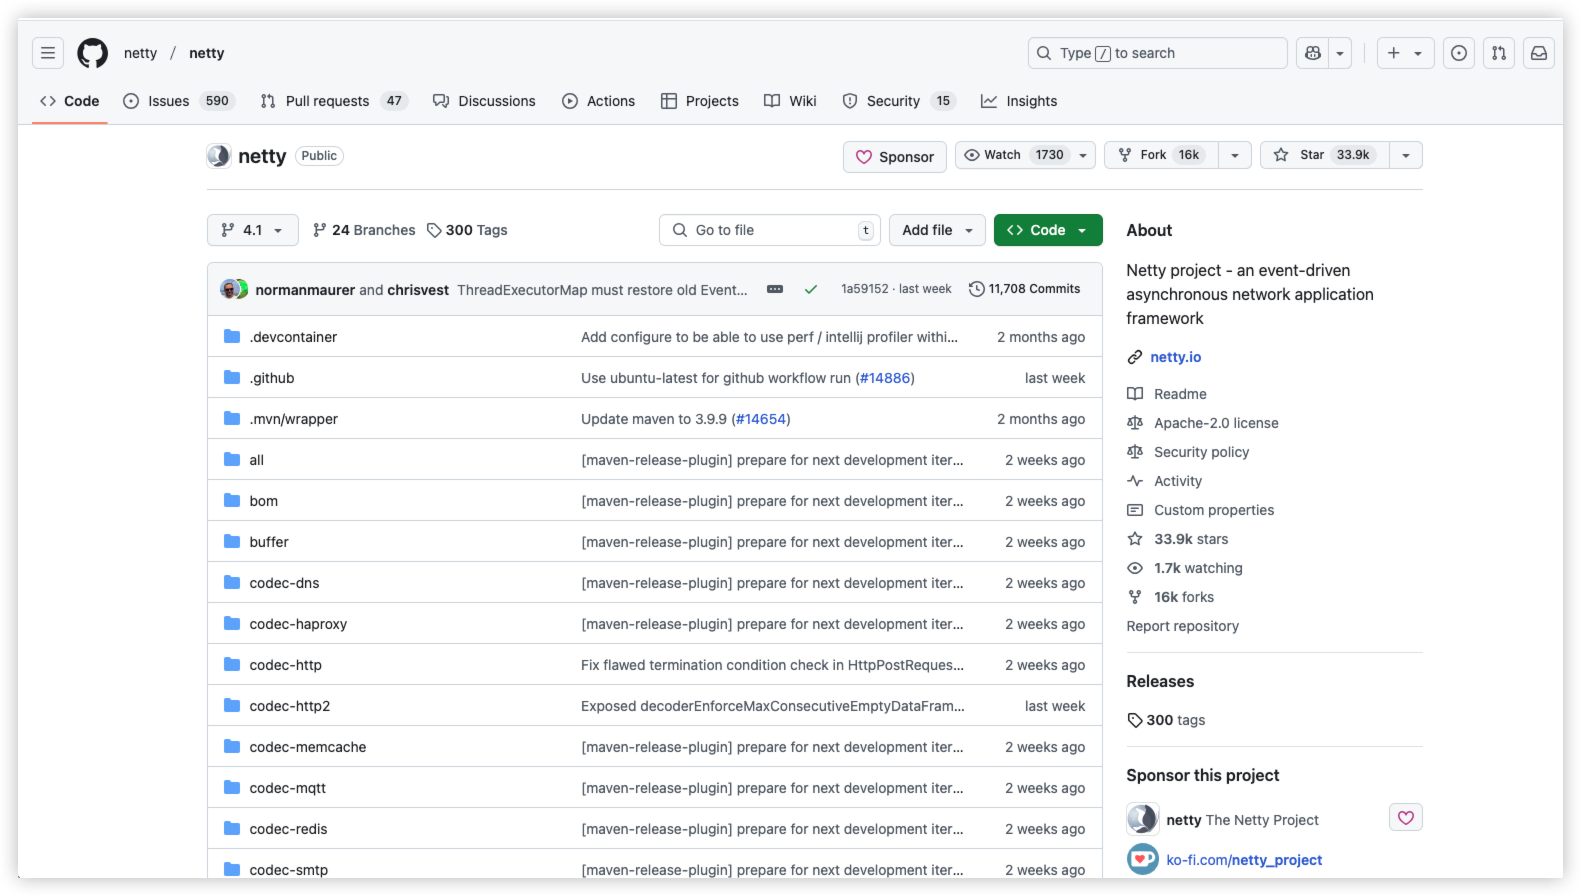 netty / netty
Type / to search
Code
Issues 590
Pull requests 47
Discussions
Actions
Projects
Wiki
Security 15
Insights
netty Public
Sponsor
Watch 1730
Fork 16k
Star 33.9k
4.1
24 Branches
300 Tags
Go to file t
Add file
Code
normanmaurer and chrisvest ThreadExecutorMap must restore old Event... 1a59152 · last week 11,708 Commits
.devcontainer Add configure to be able to use perf / intellij profiler withi... 2 months ago
.github Use ubuntu-latest for github workflow run (#14886) last week
.mvn/wrapper Update maven to 3.9.9 (#14654) 2 months ago
all [maven-release-plugin] prepare for next development iter... 2 weeks ago
bom [maven-release-plugin] prepare for next development iter... 2 weeks ago
buffer [maven-release-plugin] prepare for next development iter... 2 weeks ago
codec-dns [maven-release-plugin] prepare for next development iter... 2 weeks ago
codec-haproxy [maven-release-plugin] prepare for next development iter... 2 weeks ago
codec-http Fix flawed termination condition check in HttpPostReques... 2 weeks ago
codec-http2 Exposed decoderEnforceMaxConsecutiveEmptyDataFram... last week
codec-memcache [maven-release-plugin] prepare for next development iter... 2 weeks ago
codec-mqtt [maven-release-plugin] prepare for next development iter... 2 weeks ago
codec-redis [maven-release-plugin] prepare for next development iter... 2 weeks ago
codec-smtp [maven-release-plugin] prepare for next development iter... 2 weeks ago
About
Netty project - an event-driven
asynchronous network application
framework
netty.io
Readme
Apache-2.0 license
Security policy
Activity
Custom properties
33.9k stars
1.7k watching
16k forks
Report repository
Releases
300 tags
Sponsor this project
netty The Netty Project
ko-fi.com/netty_project